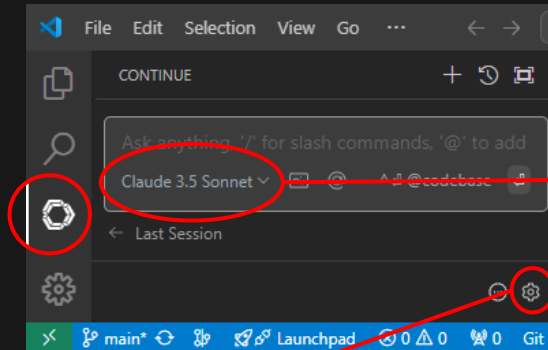 File Edit Selection View Go ···
CONTINUE
Ask anything, '/' for slash commands, '@' to add
Claude 3.5 Sonnet @codebase
Last Session
main* Launchpad 0 0 0 Git